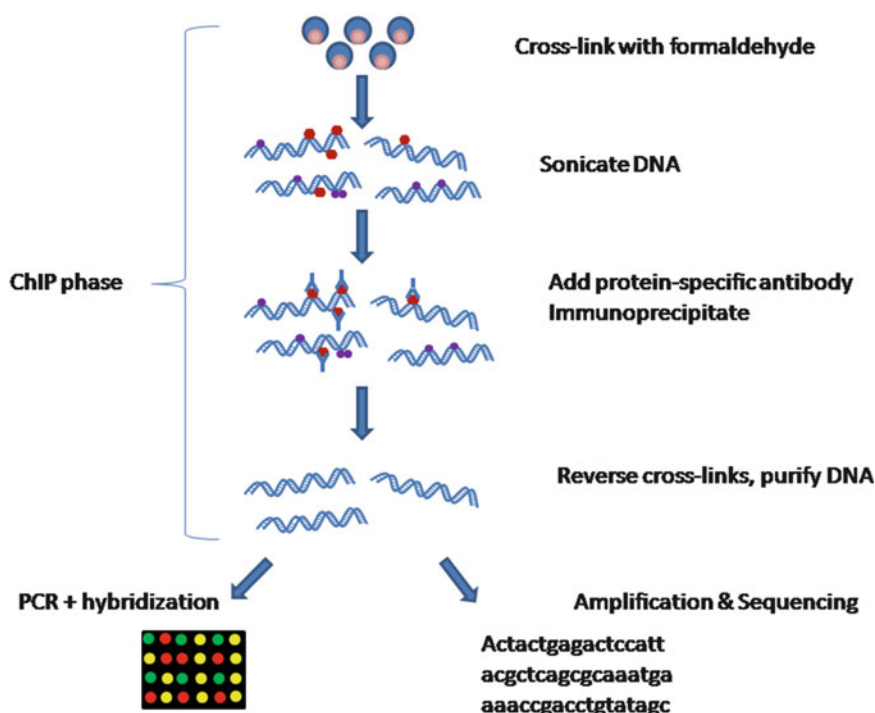 Cross-link with formaldehyde
Sonicate DNA
ChIP phase
Add protein-specific antibody
Immunoprecipitate
Reverse cross-links, purify DNA
PCR + hybridization
Amplification & Sequencing
Actactgagactccatt
acgctcagcgcaaatga
aaaccgacctgtatagc